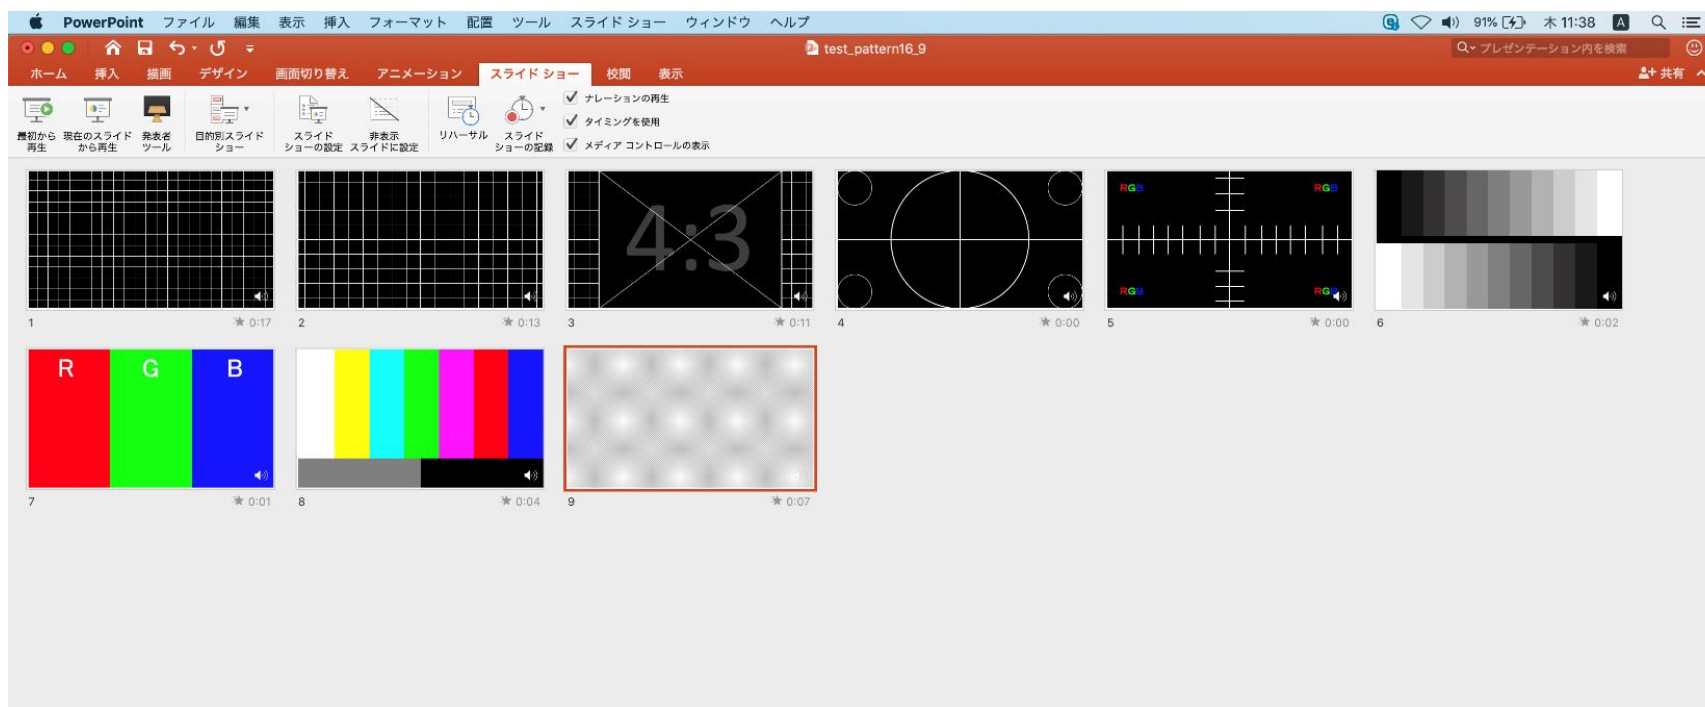 PowerPoint ファイル 編集 表示 挿入 フォーマット 配置 ツール スライド ショー ウィンドウ ヘルプ 91% 木 11:38 A
test_pattern16_9 プレゼンテーション内を検索
ホーム 挿入 描画 デザイン 画面切り替え アニメーション スライド ショー 校閲 表示 共有
最初から 現在のスライド 発表者 目的別スライド スライド 非表示 リハーサル スライド ナレーションの再生
再生 から再生 ツール ショー ショーの設定 スライドに設定 ショーの記録 タイミングを使用
メディア コントロールの表示
4:3
RGB RGB
RGB RGB
1 0:17 2 0:13 3 0:11 4 0:00 5 0:00 6 0:02
R G B
7 0:01 8 0:04 9 0:07